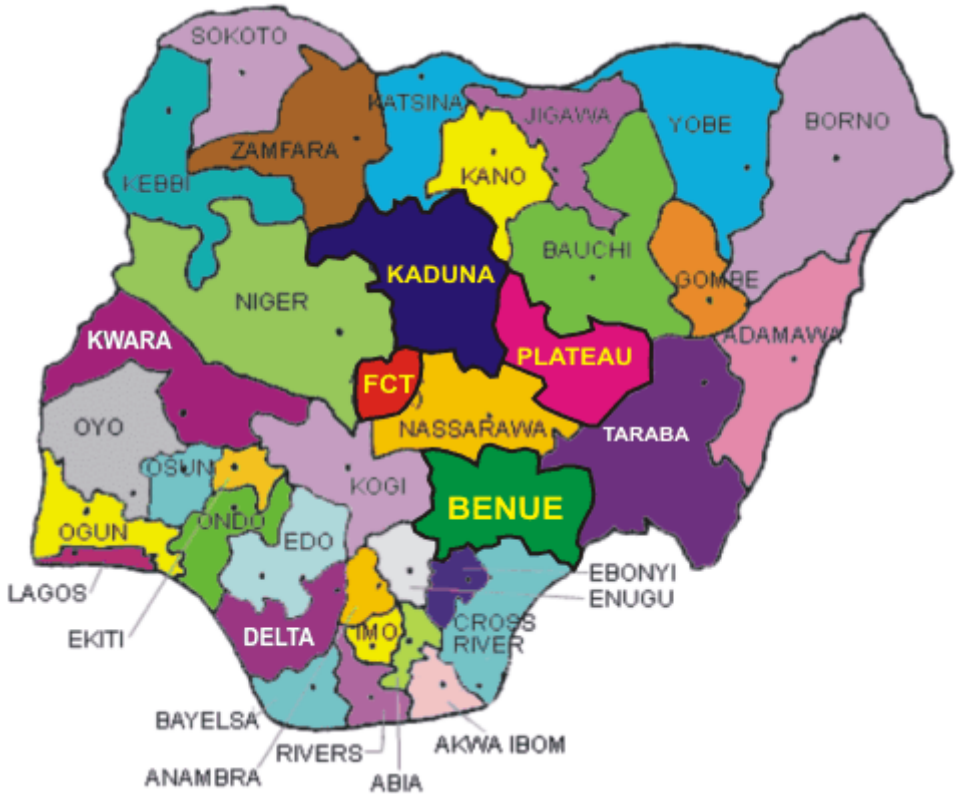 SOKOTO
KATSINA
JIGAWA
YOBE
BORNO
ZAMFARA
KANO
KEBBI
BAUCHI
KADUNA
GOMBE
NIGER
ADAMAWA
KWARA
PLATEAU
FCT
NASSARAWA
TARABA
OYO
OSUN
KOGI
BENUE
ONDO
OGUN
EDO
EBONYI
LAGOS
ENUGU
EKITI
DELTA
IMO
CROSS
RIVER
BAYELSA
RIVERS
AKWA IBOM
ANAMBRA
ABIA